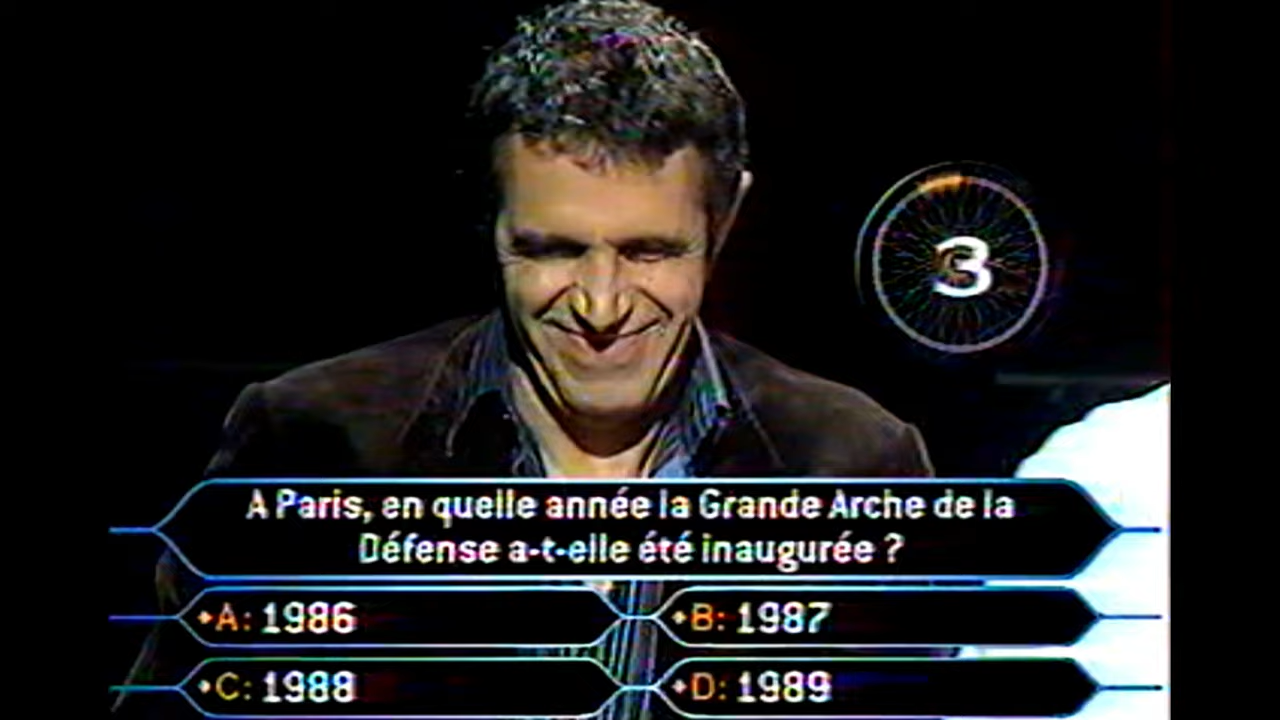 3
A Paris, en quelle année la Grande Arche de la
Défense a-t-elle été inaugurée ?
A: 1986
B: 1987
C: 1988
D: 1989